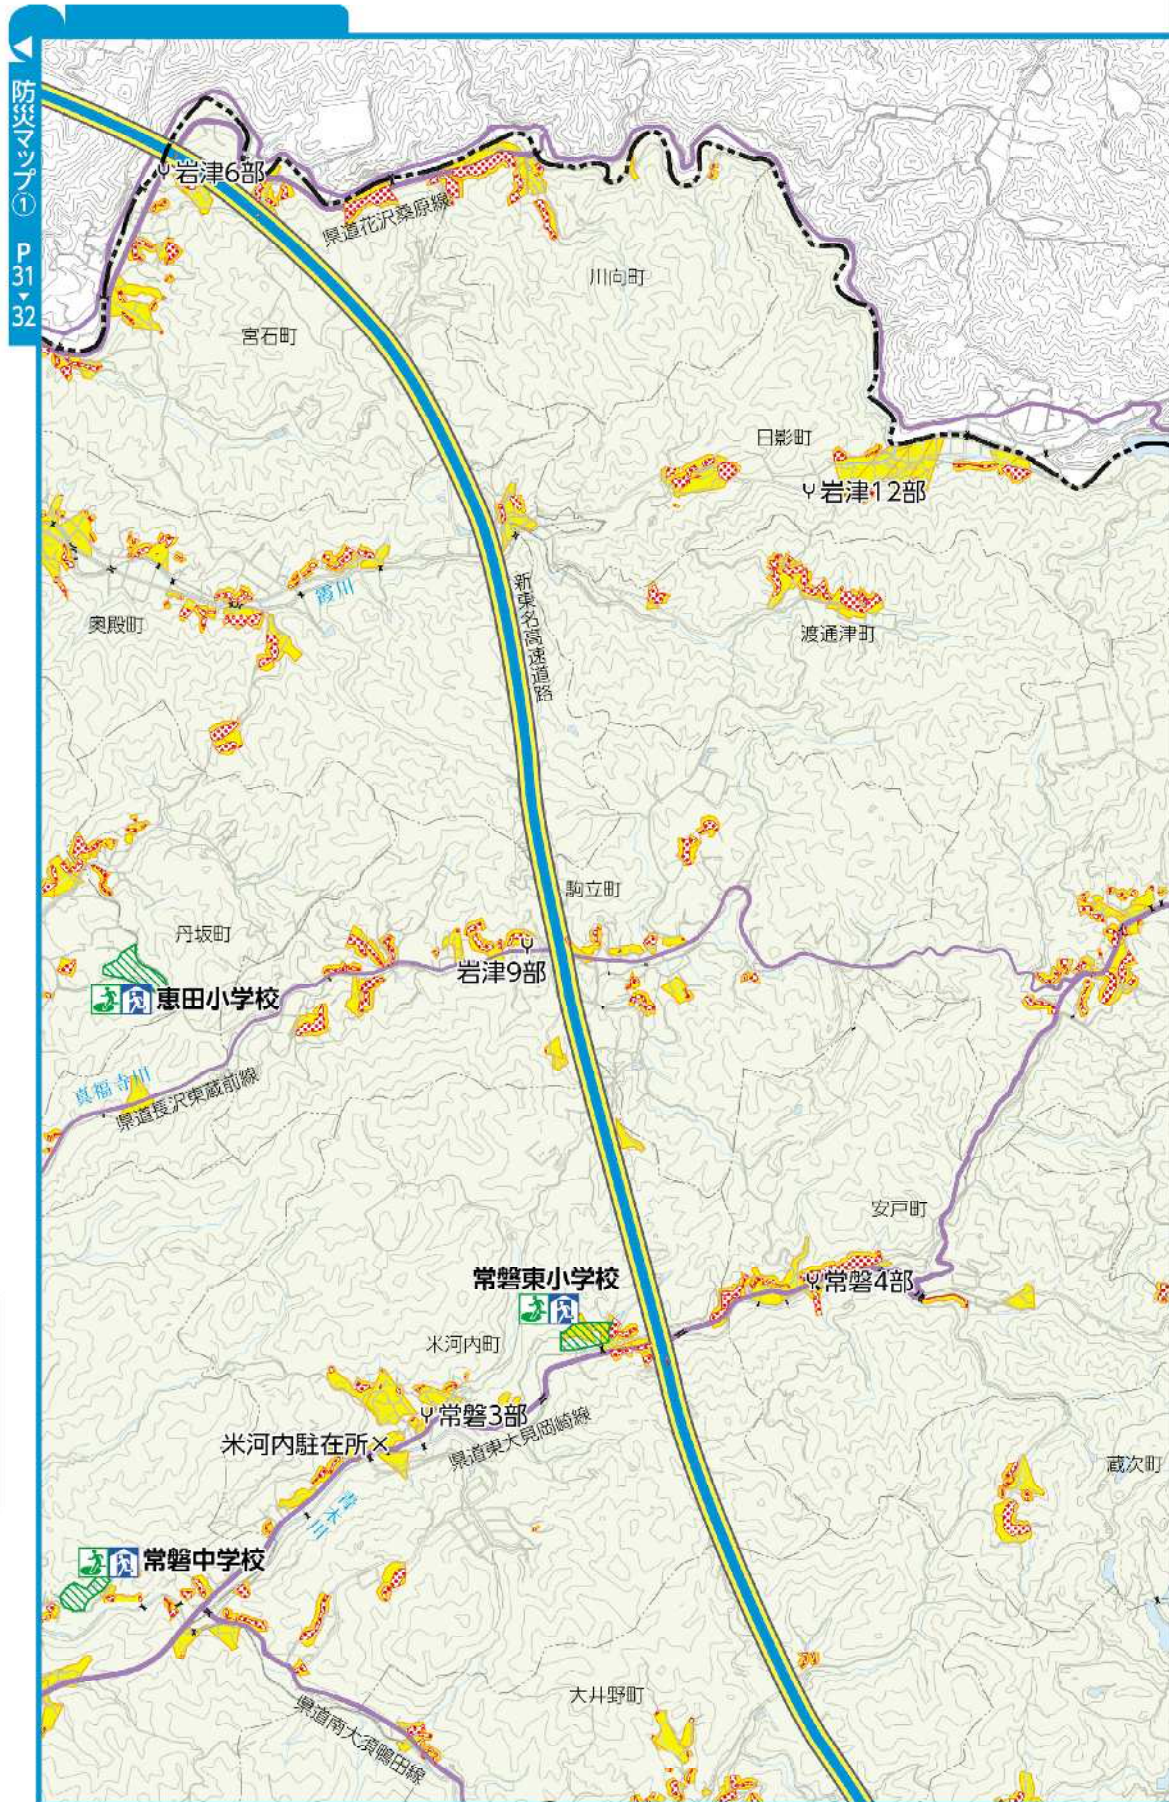 防災マップ①
P
31
▼
32
岩津6部
県道花沢桑原線
川向町
宮石町
日影町
岩津12部
霞川
新東名高速道路
奥殿町
渡通津町
駒立町
丹坂町
岩津9部
恵田小学校
真福寺川
県道長沢東蔵前線
安戸町
常磐東小学校
常磐4部
米河内町
常磐3部
米河内駐在所
県道東大見岡崎線
蔵次町
青木川
常磐中学校
大井野町
県道南大須鴨田線